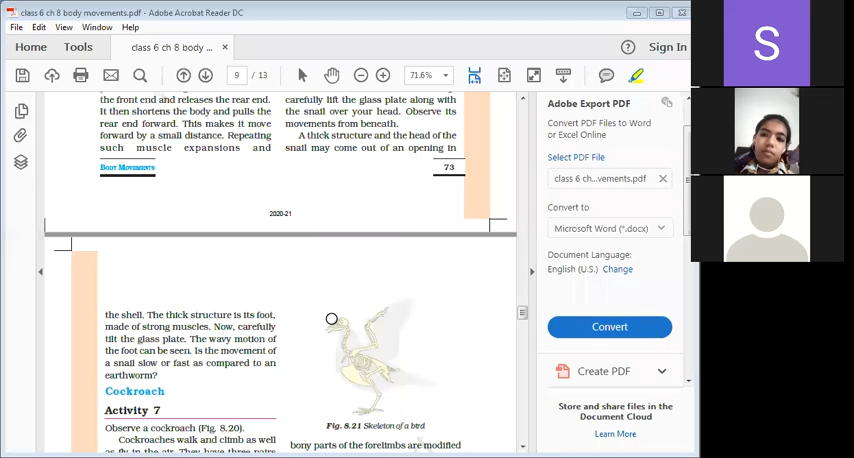 class 6 ch 8 body movements.pdf - Adobe Acrobat Reader DC
File Edit View Window Help
Home Tools class 6 ch 8 body ... × Sign In
9 / 13 71.6%
the front end and releases the rear end.
It then shortens the body and pulls the
rear end forward. This makes it move
forward by a small distance. Repeating
such muscle expansions and
carefully lift the glass plate along with
the snail over your head. Observe its
movements from beneath.
A thick structure and the head of the
snail may come out of an opening in
BODY MOVEMENTS
73
2020-21
the shell. The thick structure is its foot,
made of strong muscles. Now, carefully
tilt the glass plate. The wavy motion of
the foot can be seen. Is the movement of
a snail slow or fast as compared to an
earthworm?
Cockroach
Activity 7
Observe a cockroach (Fig. 8.20).
Cockroaches walk and climb as well
as fly in the air. They have three pairs
Fig. 8.21 Skeleton of a bird
bony parts of the forelimbs are modified
Adobe Export PDF
Convert PDF Files to Word
or Excel Online
Select PDF File
class 6 ch...vements.pdf ×
Convert to
Microsoft Word (*.docx)
Document Language:
English (U.S.) Change
Convert
Create PDF
Store and share files in the
Document Cloud
Learn More
S